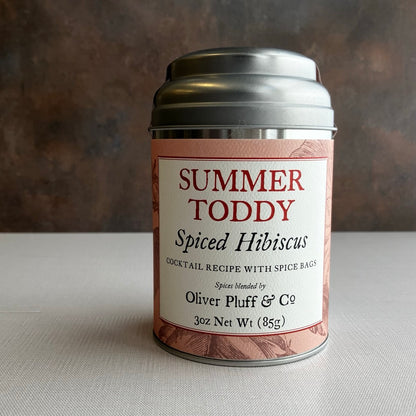 SUMMER
TODDY
Spiced Hibiscus
COCKTAIL RECIPE WITH SPICE BAGS
Spices blended by
Oliver Pluff & Co
3oz Net Wt (85g)